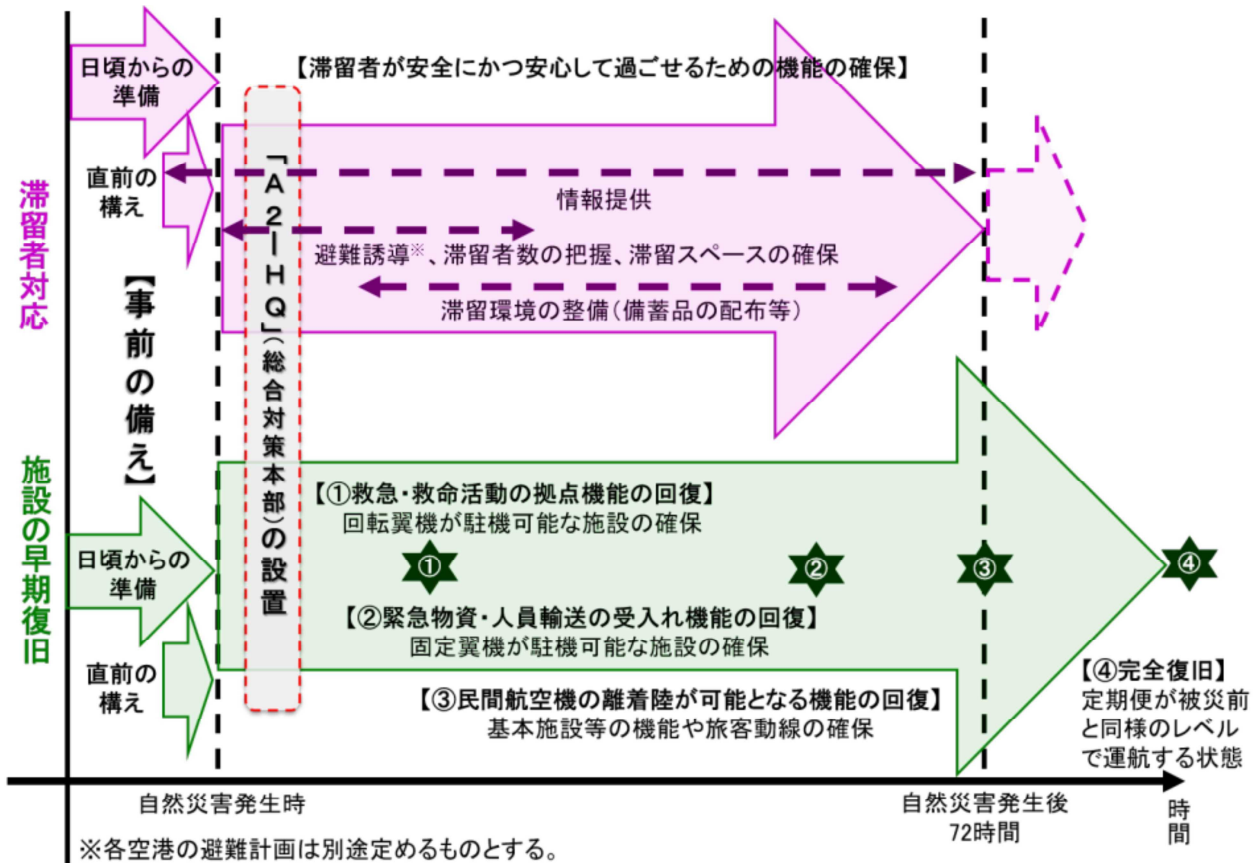 日頃からの
準備
【滞留者が安全にかつ安心して過ごせるための機能の確保】
直前の
構え
滞留者対応
【事前の備え】
「A2-HQ」(総合対策本部)の設置
情報提供
避難誘導※、滞留者数の把握、滞留スペースの確保
滞留環境の整備(備蓄品の配布等)
施設の早期復旧
日頃からの
準備
直前の
構え
【①救急・救命活動の拠点機能の回復】
回転翼機が駐機可能な施設の確保
①
②
③
④
【②緊急物資・人員輸送の受入れ機能の回復】
固定翼機が駐機可能な施設の確保
【③民間航空機の離着陸が可能となる機能の回復】
基本施設等の機能や旅客動線の確保
【④完全復旧】
定期便が被災前
と同様のレベル
で運航する状態
自然災害発生時
自然災害発生後
72時間
時間
※各空港の避難計画は別途定めるものとする。